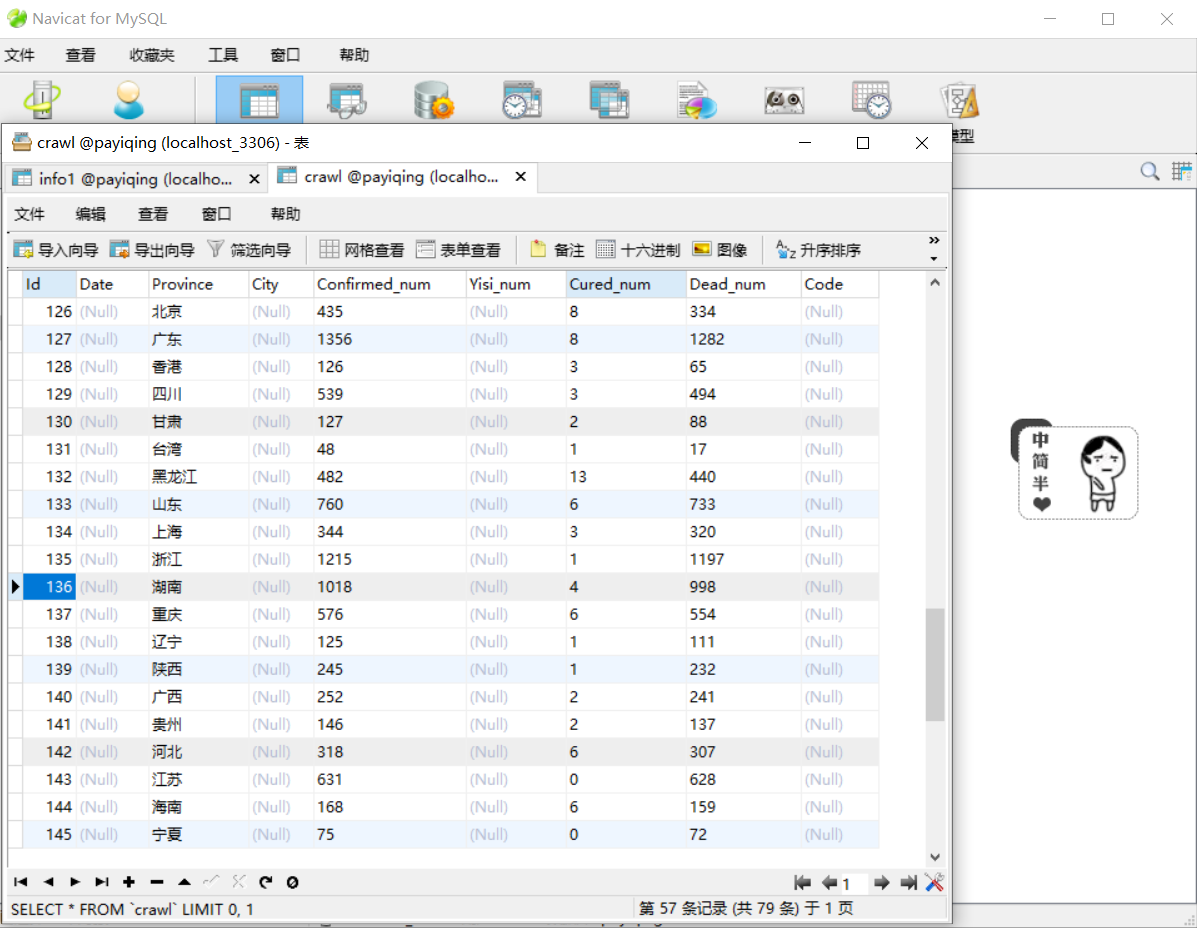 Navicat for MySQL
文件 查看 收藏夹 工具 窗口 帮助
模型
crawl @payiqing (localhost_3306) - 表
info1 @payiqing (localho... crawl @payiqing (localho...
文件 编辑 查看 窗口 帮助
导入向导 导出向导 筛选向导 网格查看 表单查看 备注 十六进制 图像 升序排序
Id Date Province City Confirmed_num Yisi_num Cured_num Dead_num Code
126 (Null) 北京 (Null) 435 (Null) 8 334 (Null)
127 (Null) 广东 (Null) 1356 (Null) 8 1282 (Null)
128 (Null) 香港 (Null) 126 (Null) 3 65 (Null)
129 (Null) 四川 (Null) 539 (Null) 3 494 (Null)
130 (Null) 甘肃 (Null) 127 (Null) 2 88 (Null)
131 (Null) 台湾 (Null) 48 (Null) 1 17 (Null)
132 (Null) 黑龙江 (Null) 482 (Null) 13 440 (Null)
133 (Null) 山东 (Null) 760 (Null) 6 733 (Null)
134 (Null) 上海 (Null) 344 (Null) 3 320 (Null)
135 (Null) 浙江 (Null) 1215 (Null) 1 1197 (Null)
136 (Null) 湖南 (Null) 1018 (Null) 4 998 (Null)
137 (Null) 重庆 (Null) 576 (Null) 6 554 (Null)
138 (Null) 辽宁 (Null) 125 (Null) 1 111 (Null)
139 (Null) 陕西 (Null) 245 (Null) 1 232 (Null)
140 (Null) 广西 (Null) 252 (Null) 2 241 (Null)
141 (Null) 贵州 (Null) 146 (Null) 2 137 (Null)
142 (Null) 河北 (Null) 318 (Null) 6 307 (Null)
143 (Null) 江苏 (Null) 631 (Null) 0 628 (Null)
144 (Null) 海南 (Null) 168 (Null) 6 159 (Null)
145 (Null) 宁夏 (Null) 75 (Null) 0 72 (Null)
1
SELECT * FROM `crawl` LIMIT 0, 1 第 57 条记录 (共 79 条) 于 1 页
中
简
半